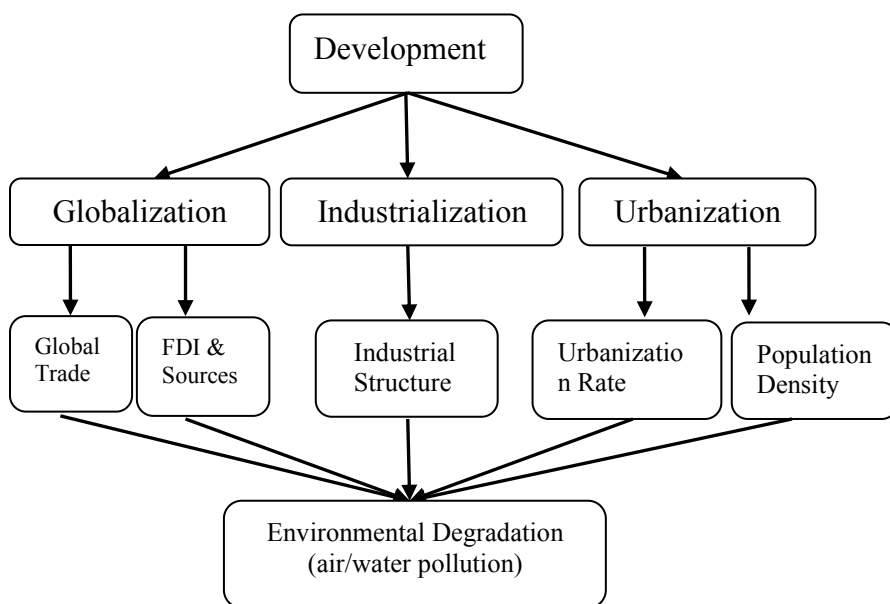 Development
Globalization
Industrialization
Urbanization
Global
Trade
FDI &
Sources
Industrial
Structure
Urbanizatio
n Rate
Population
Density
Environmental Degradation
(air/water pollution)